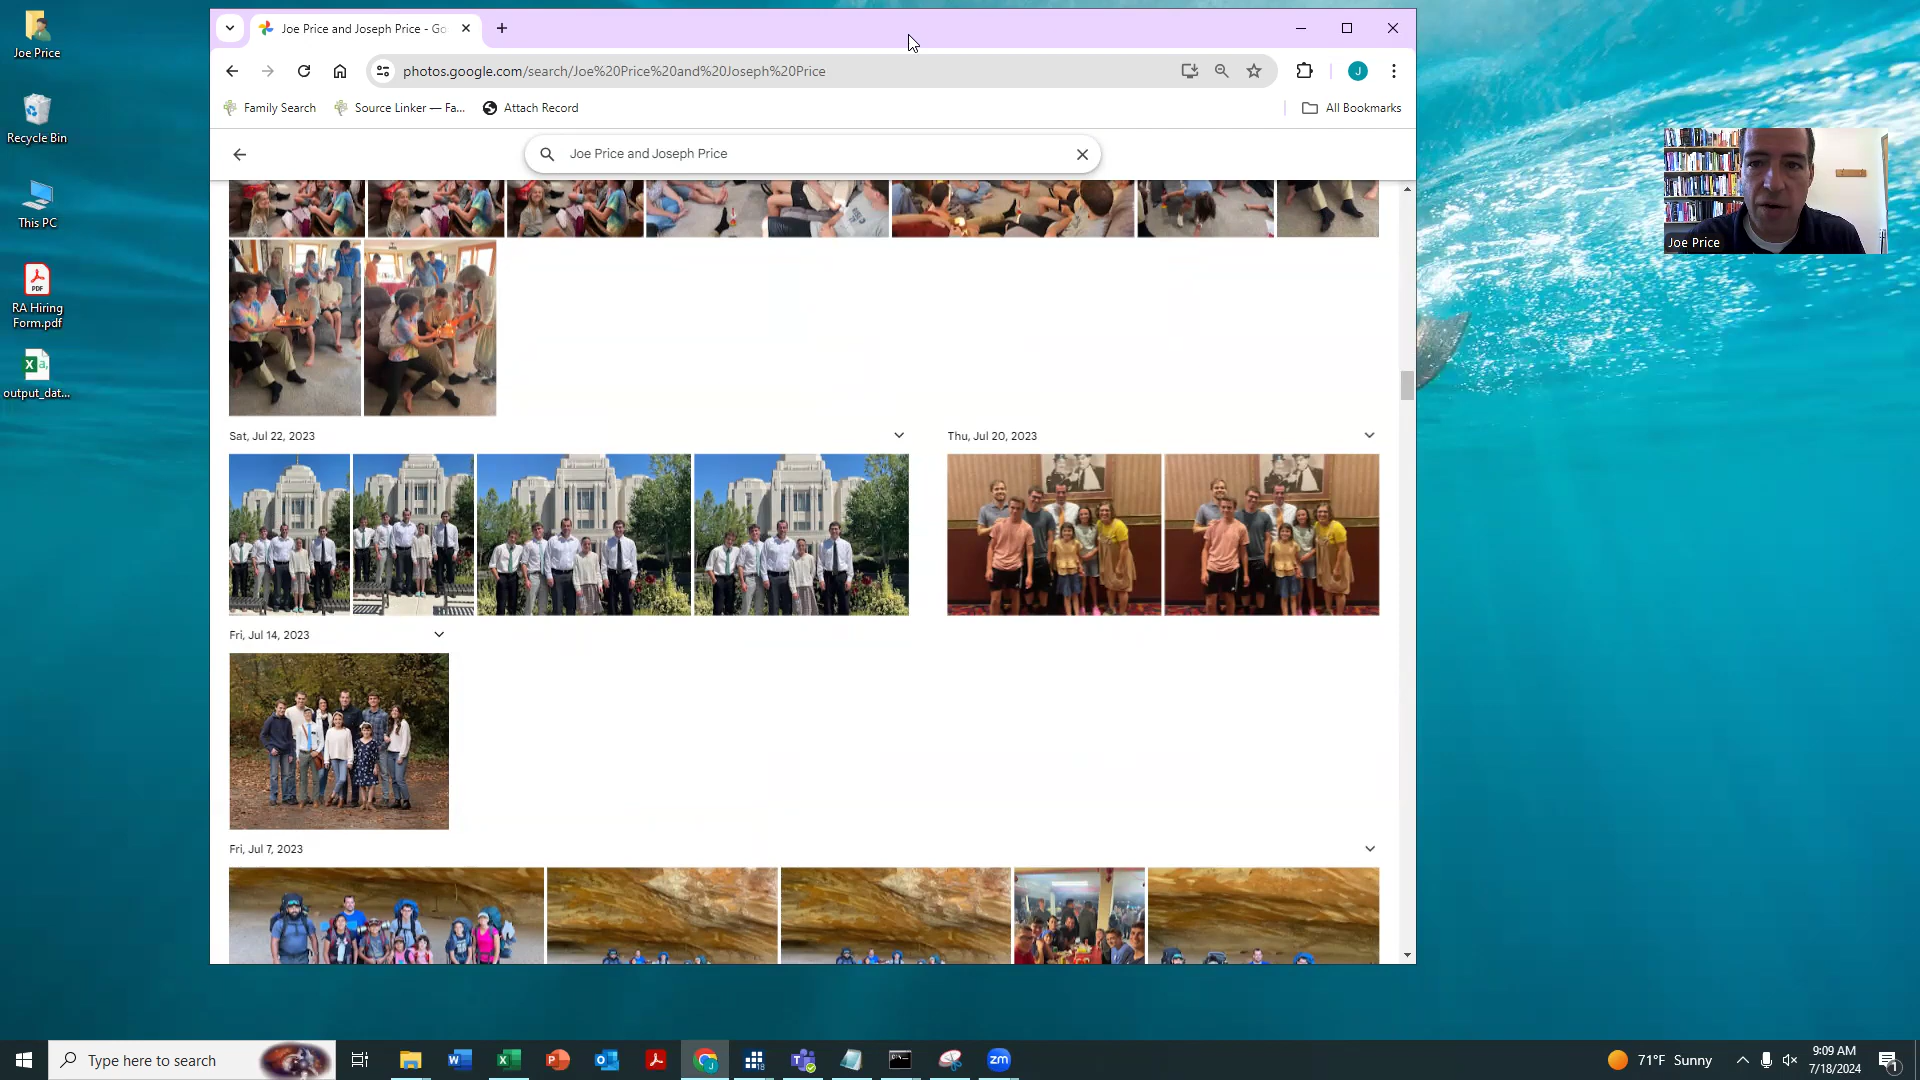 Joe Price
Recycle Bin
This PC
RA Hiring
Form.pdf
output_dat...
Joe Price and Joseph Price - Go
photos.google.com/search/Joe%20Price%20and%20Joseph%20Price
J
Family Search
Source Linker — Fa...
Attach Record
All Bookmarks
Joe Price and Joseph Price
Sat, Jul 22, 2023
Thu, Jul 20, 2023
Fri, Jul 14, 2023
Fri, Jul 7, 2023
Joe Price
Type here to search
zm
71°F Sunny
9:09 AM
7/18/2024
1